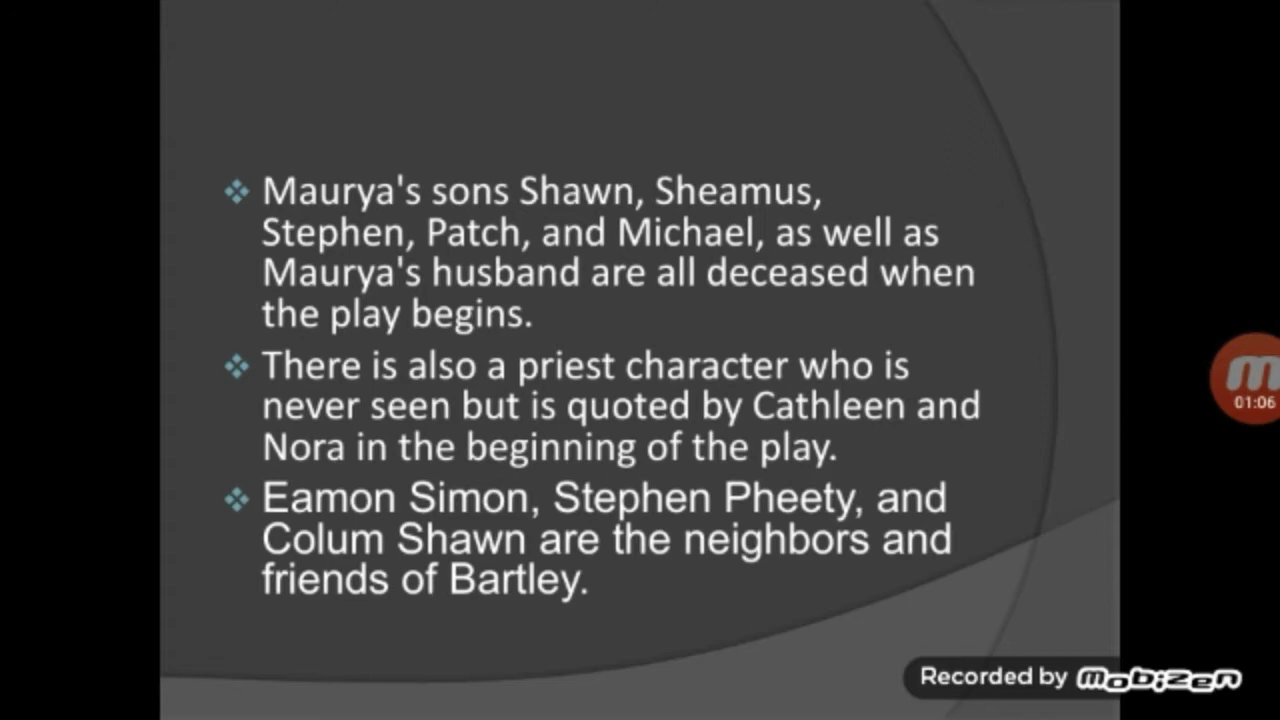 Maurya's sons Shawn, Sheamus,
Stephen, Patch, and Michael, as well as
Maurya's husband are all deceased when
the play begins.
There is also a priest character who is
never seen but is quoted by Cathleen and
Nora in the beginning of the play.
Eamon Simon, Stephen Pheety, and
Colum Shawn are the neighbors and
friends of Bartley.
01:06
Recorded by Mobizen